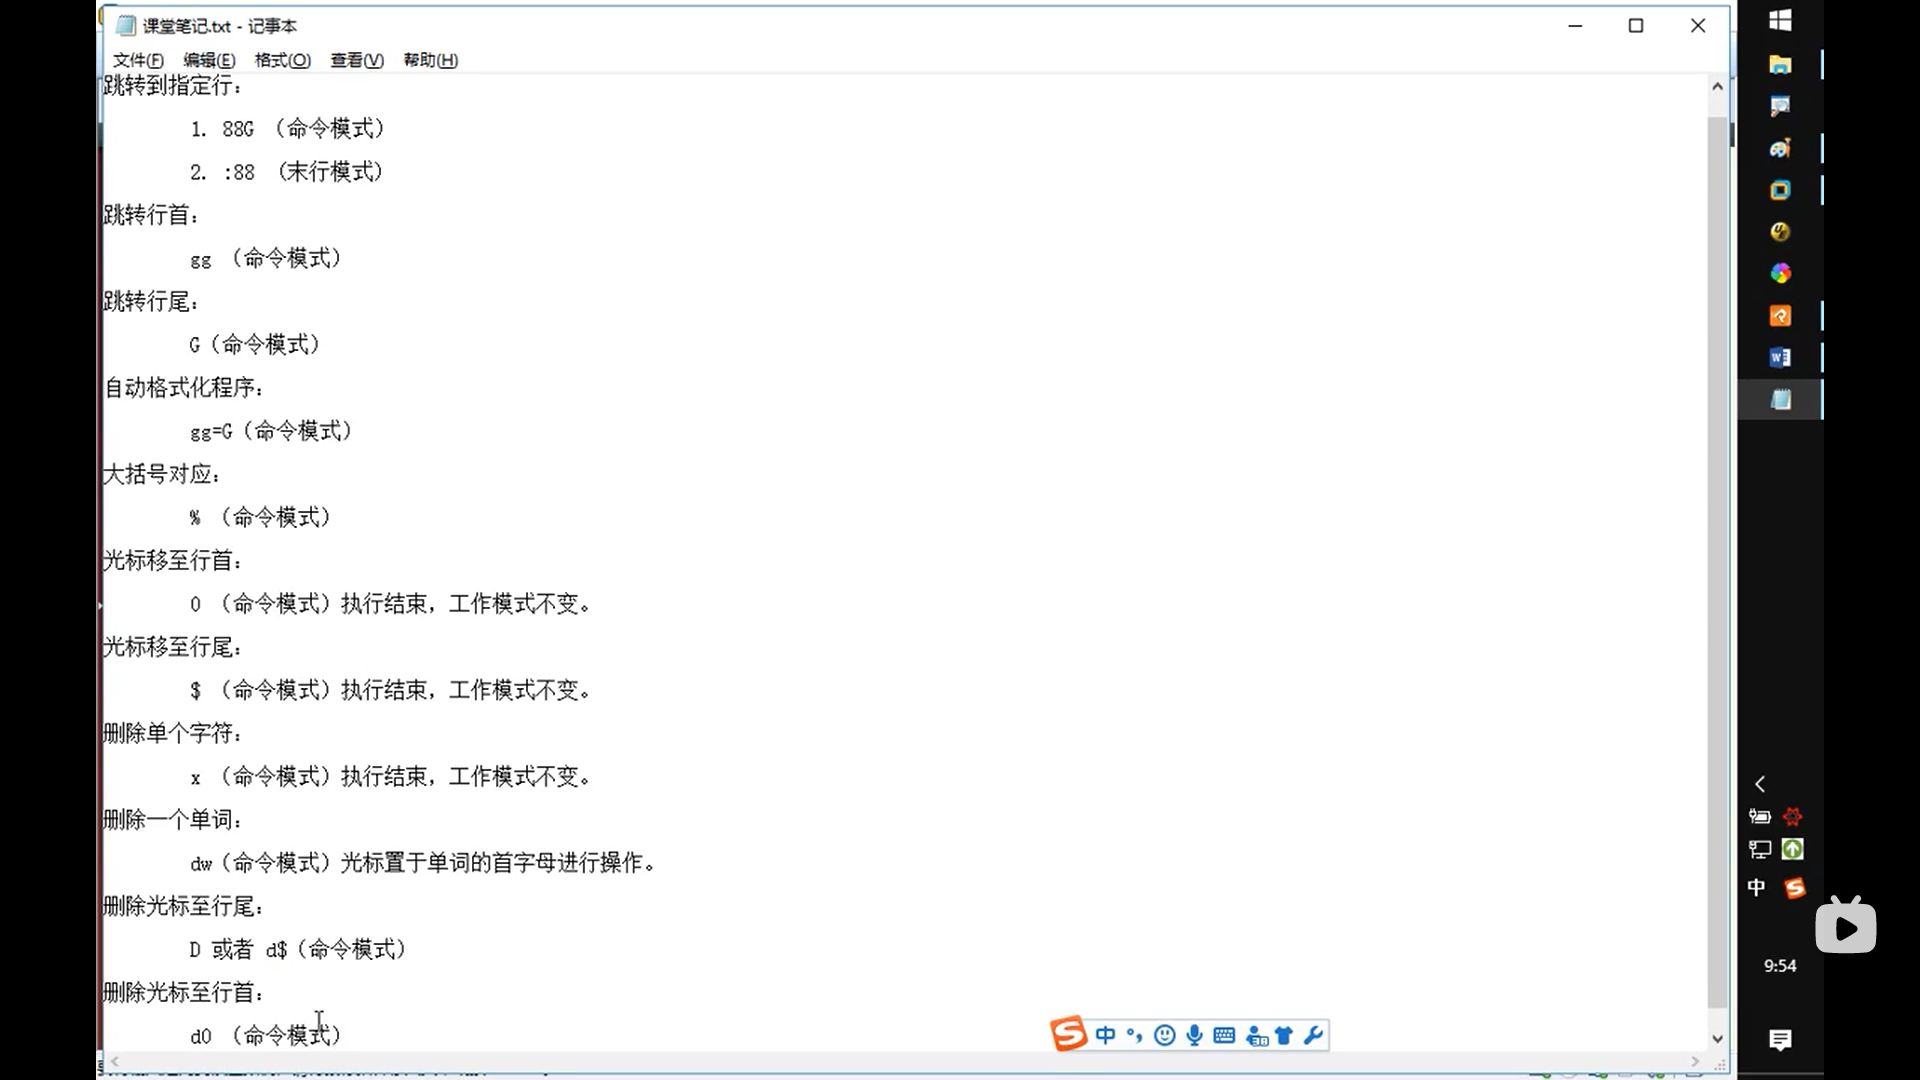 课堂笔记.txt - 记事本
文件(F) 编辑(E) 格式(O) 查看(V) 帮助(H)
跳转到指定行:
1. 88G （命令模式）
2. :88 （末行模式）
跳转行首:
gg （命令模式）
跳转行尾:
G（命令模式）
自动格式化程序:
gg=G（命令模式）
大括号对应:
% （命令模式）
光标移至行首:
0 （命令模式）执行结束，工作模式不变。
光标移至行尾:
$ （命令模式）执行结束，工作模式不变。
删除单个字符:
x （命令模式）执行结束，工作模式不变。
删除一个单词:
dw（命令模式）光标置于单词的首字母进行操作。
删除光标至行尾:
D 或者 d$（命令模式）
删除光标至行首:
d0 （命令模式）
中
中
9:54